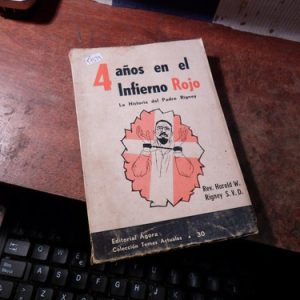 4 años en el
Infierno Rojo
La Historia del Padre Rigney
Rev. Harold W.
Rigney S.V.D.
Editorial Agora
Colección Temas Actuales . 30